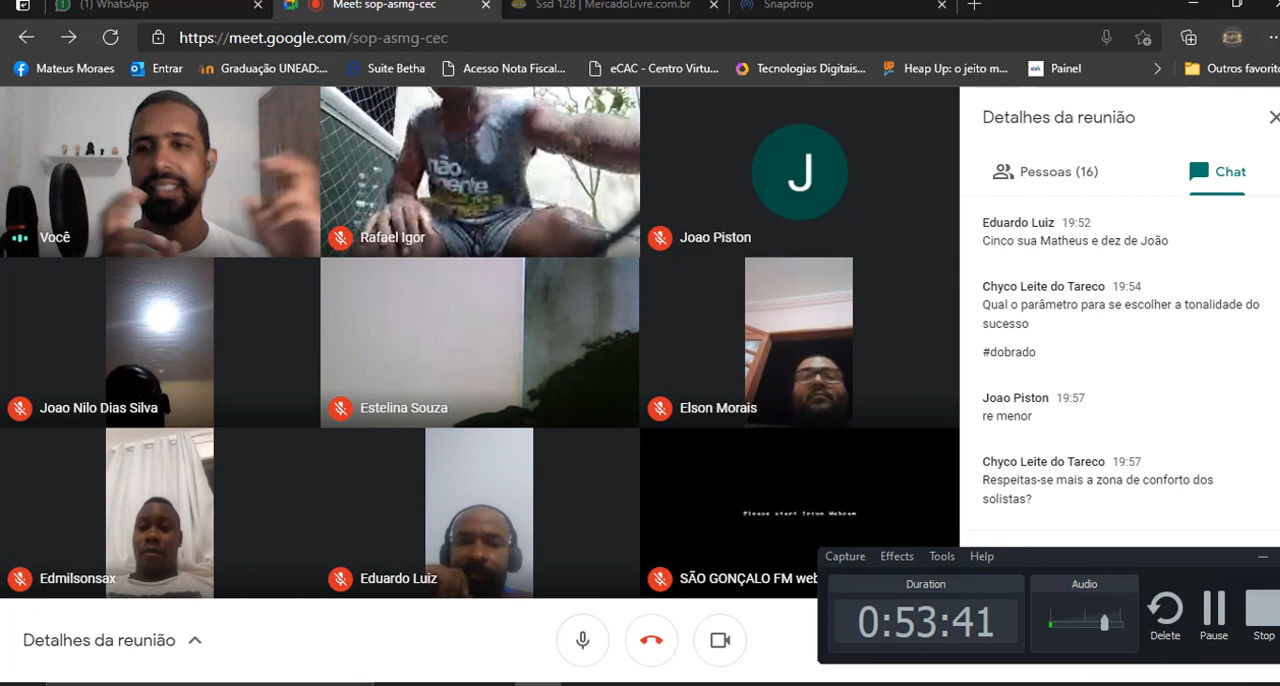 (1) WhatsApp
Meet: sop-asmg-cec
Ssd 128 | MercadoLivre.com.br
Snapdrop
https://meet.google.com/sop-asmg-cec
Mateus Moraes
Entrar
Graduação UNEAD:...
Suite Betha
Acesso Nota Fiscal...
eCAC - Centro Virtu...
Tecnologias Digitais...
Heap Up: o jeito m...
Painel
Outros favorito
Você
não
mente
Rafael Igor
J
Joao Piston
Joao Nilo Dias Silva
Estelina Souza
Elson Morais
Edmilsonsax
Eduardo Luiz
Please start Iriun Webcam
SÃO GONÇALO FM web
Detalhes da reunião
Pessoas (16)
Chat
Eduardo Luiz 19:52
Cinco sua Matheus e dez de João
Chyco Leite do Tareco 19:54
Qual o parâmetro para se escolher a tonalidade do
sucesso
#dobrado
Joao Piston 19:57
re menor
Chyco Leite do Tareco 19:57
Respeitas-se mais a zona de conforto dos
solistas?
Capture Effects Tools Help
Duration
0:53:41
Audio
Delete
Pause
Stop
Detalhes da reunião